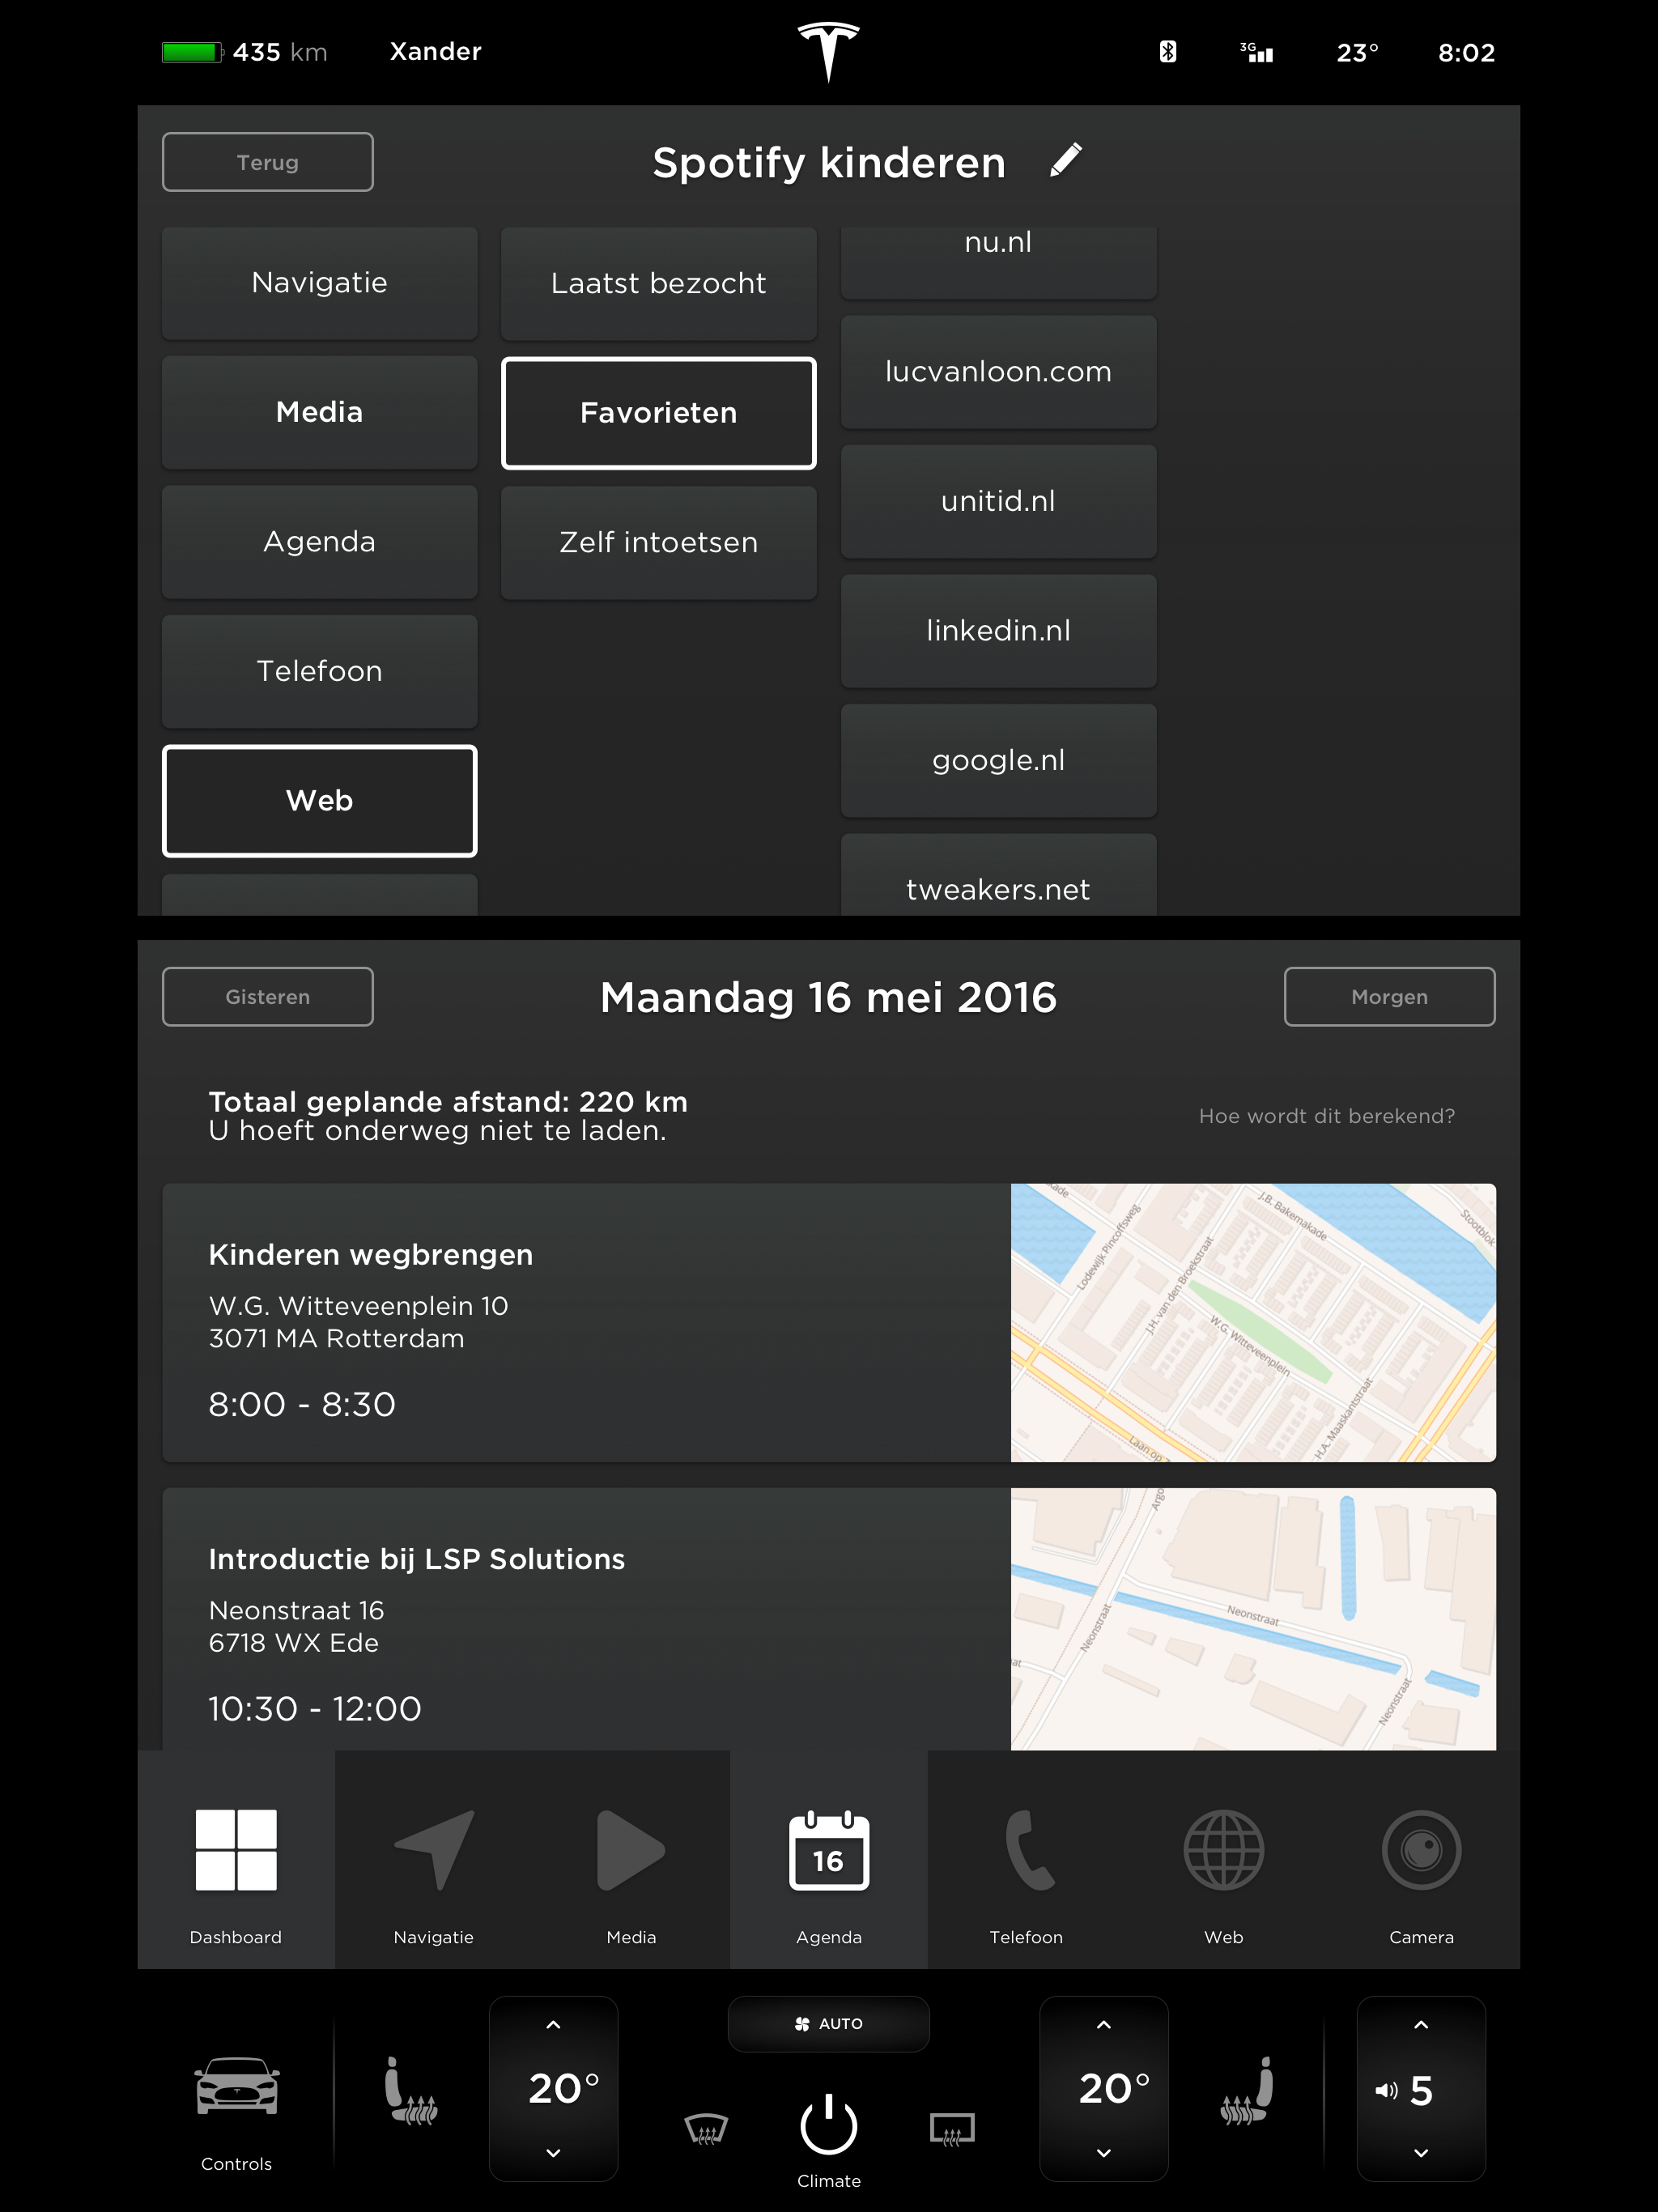 435 km
Xander
3G
23°
8:02
Terug
Spotify kinderen
Navigatie
Media
Agenda
Telefoon
Web
Laatst bezocht
Favorieten
Zelf intoetsen
nu.nl
lucvanloon.com
unitid.nl
linkedin.nl
google.nl
tweakers.net
Gisteren
Maandag 16 mei 2016
Morgen
Totaal geplande afstand: 220 km
U hoeft onderweg niet te laden.
Hoe wordt dit berekend?
Kinderen wegbrengen
W.G. Witteveenplein 10
3071 MA Rotterdam
8:00 - 8:30
Lodewijk Pincoffsweg
J.B. Bakemakade
Stootblok
J.H. van den Broekstraat
W.G. Witteveenplein
H.A. Maaskantstraat
Laan op Z
Introductie bij LSP Solutions
Neonstraat 16
6718 WX Ede
10:30 - 12:00
Argo
Neonstraat
Neonstraat
Neonstraat
16
Dashboard
Navigatie
Media
Agenda
Telefoon
Web
Camera
AUTO
20°
20°
5
Controls
Climate